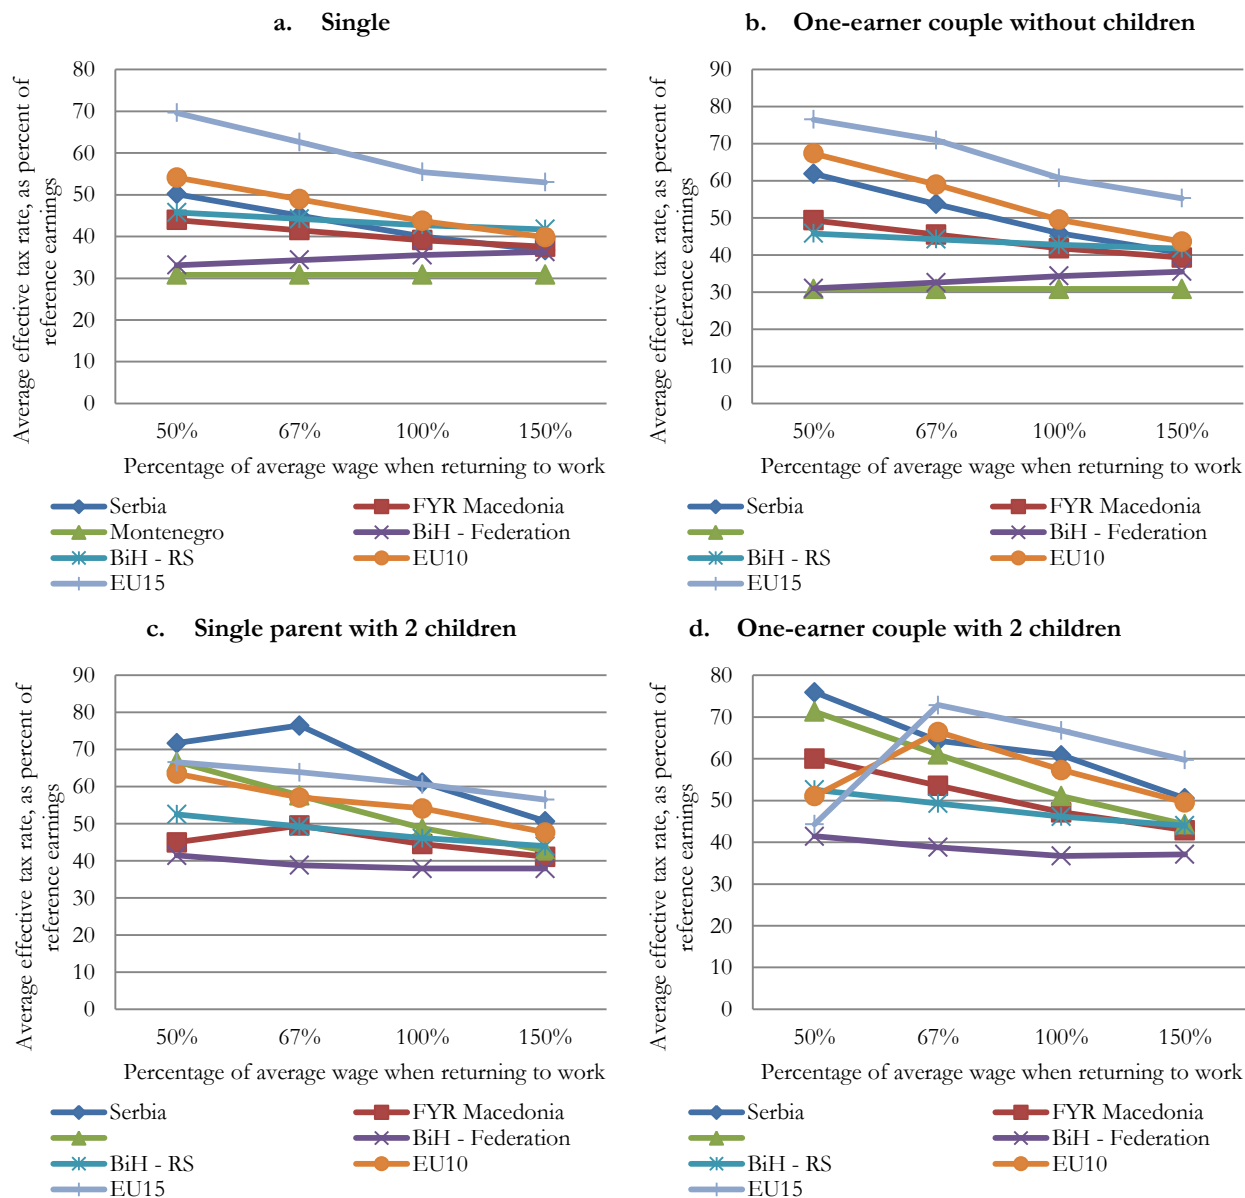 a. Single
Average effective tax rate, as percent of
reference earnings
80
70
60
50
40
30
20
10
0
50% 67% 100% 150%
Percentage of average wage when returning to work
Serbia FYR Macedonia
Montenegro BiH - Federation
BiH - RS EU10
EU15
b. One-earner couple without children
Average effective tax rate, as percent of
reference earnings
90
80
70
60
50
40
30
20
10
0
50% 67% 100% 150%
Percentage of average wage when returning to work
Serbia FYR Macedonia
BiH - Federation
BiH - RS EU10
EU15
c. Single parent with 2 children
Average effective tax rate, as percent of
reference earnings
90
80
70
60
50
40
30
20
10
0
50% 67% 100% 150%
Percentage of average wage when returning to work
Serbia FYR Macedonia
BiH - Federation
BiH - RS EU10
EU15
d. One-earner couple with 2 children
Average effective tax rate, as percent of
reference earnings
80
70
60
50
40
30
20
10
0
50% 67% 100% 150%
Percentage of average wage when returning to work
Serbia FYR Macedonia
BiH - Federation
BiH - RS EU10
EU15